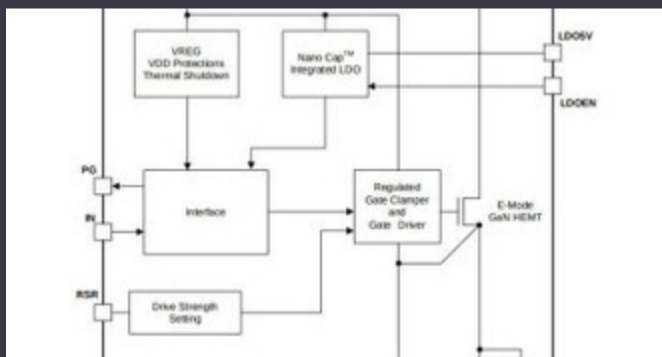 VREG
VDD Protections
Thermal Shutdown
Nano Cap™
Integrated LDO
LDO5V
LDOEN
PG
IN
Interface
Regulated
Gate Clamper
and
Gate Driver
E-Mode
GaN HEMT
RSR
Drive Strength
Setting